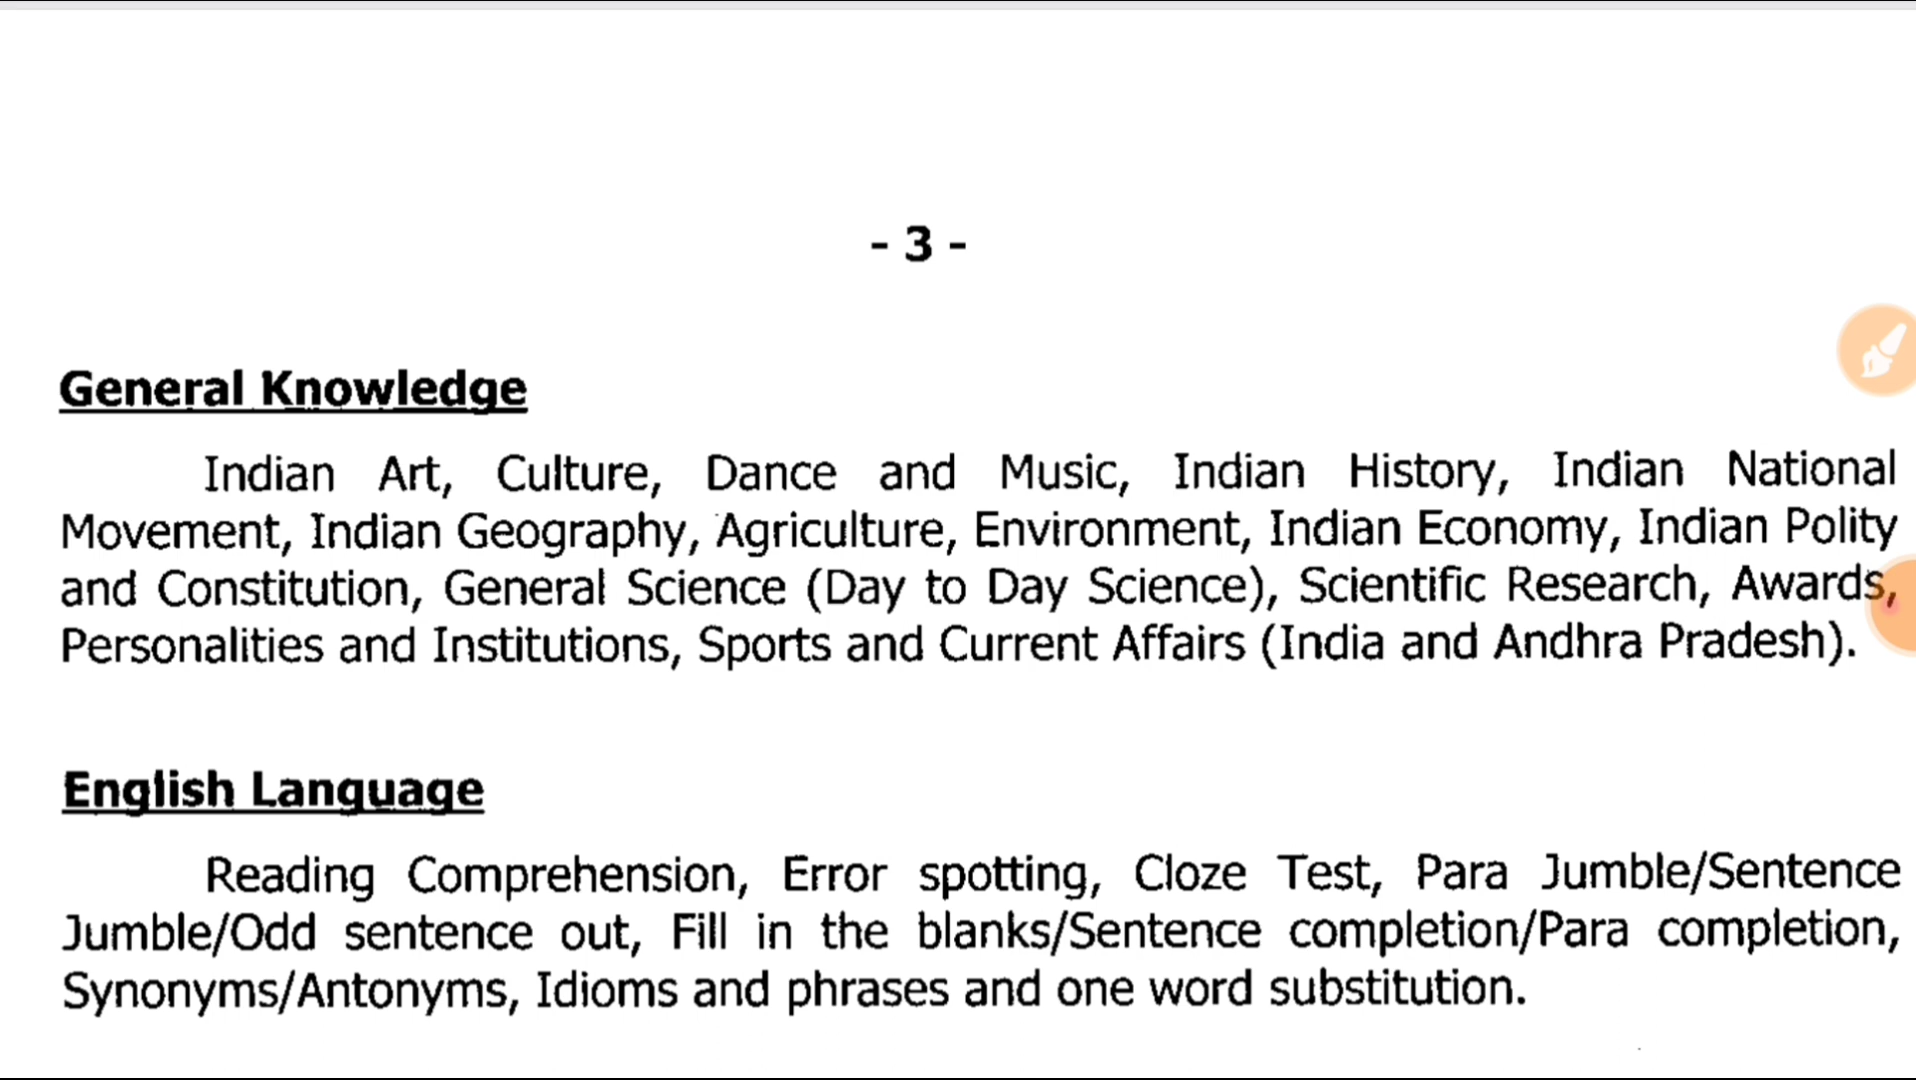 - 3 -
General Knowledge
Indian Art, Culture, Dance and Music, Indian History, Indian National
Movement, Indian Geography, Agriculture, Environment, Indian Economy, Indian Polity
and Constitution, General Science (Day to Day Science), Scientific Research, Awards,
Personalities and Institutions, Sports and Current Affairs (India and Andhra Pradesh).
English Language
Reading Comprehension, Error spotting, Cloze Test, Para Jumble/Sentence
Jumble/Odd sentence out, Fill in the blanks/Sentence completion/Para completion,
Synonyms/Antonyms, Idioms and phrases and one word substitution.